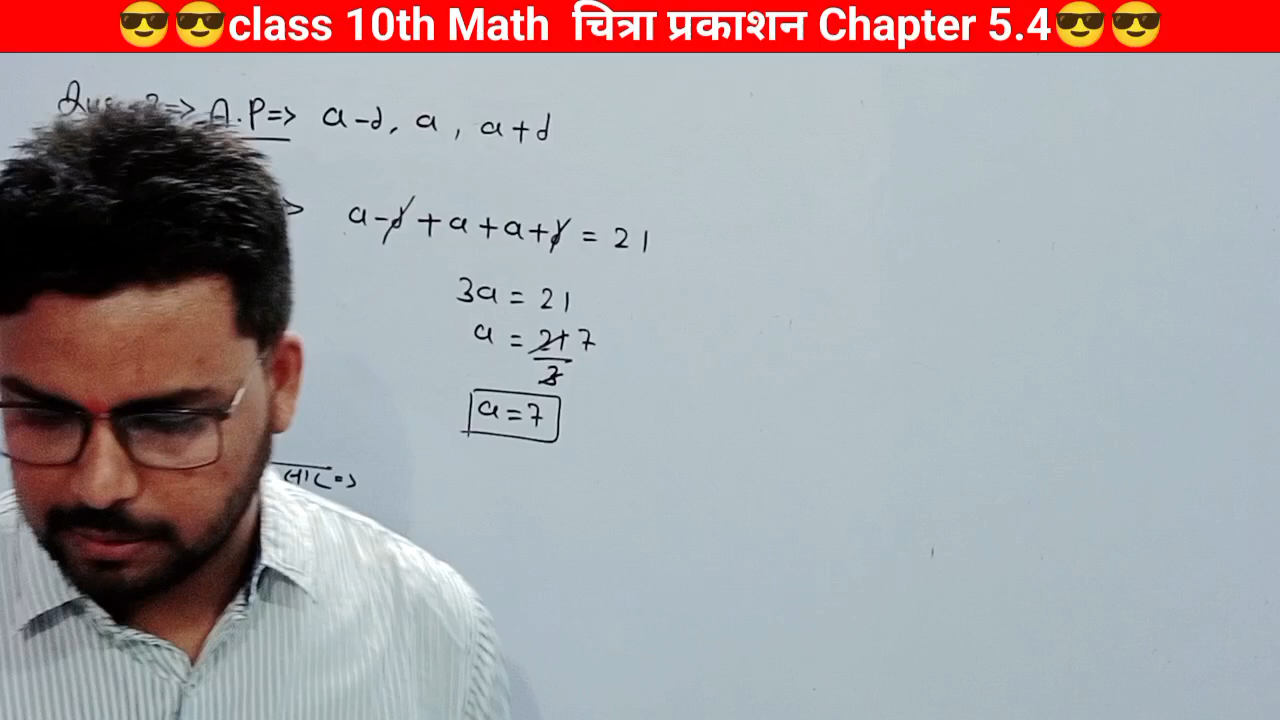 😎😎class 10th Math चित्रा प्रकाशन Chapter 5.4😎😎
A.P=> a-d, a, a+d
a-d+a+a+d = 21
3a = 21
a = 21/3 7
a=7